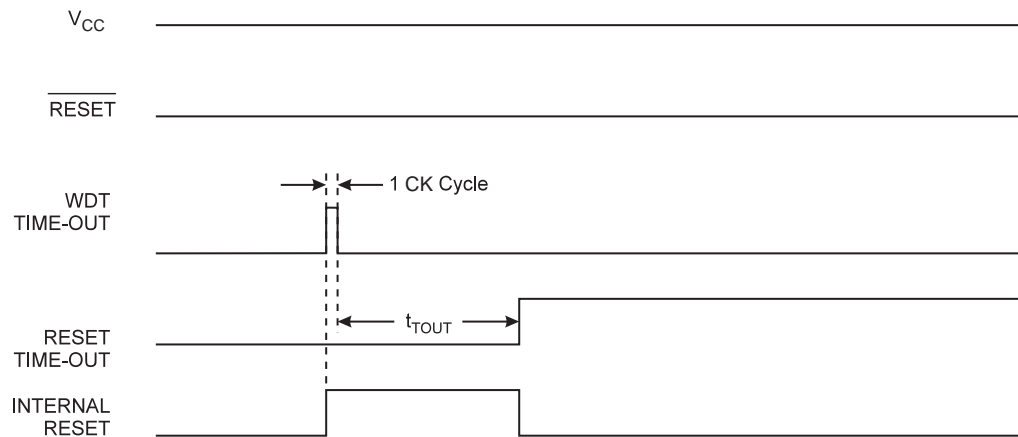 VCC
RESET
1 CK Cycle
WDT
TIME-OUT
tTOUT
RESET
TIME-OUT
INTERNAL
RESET